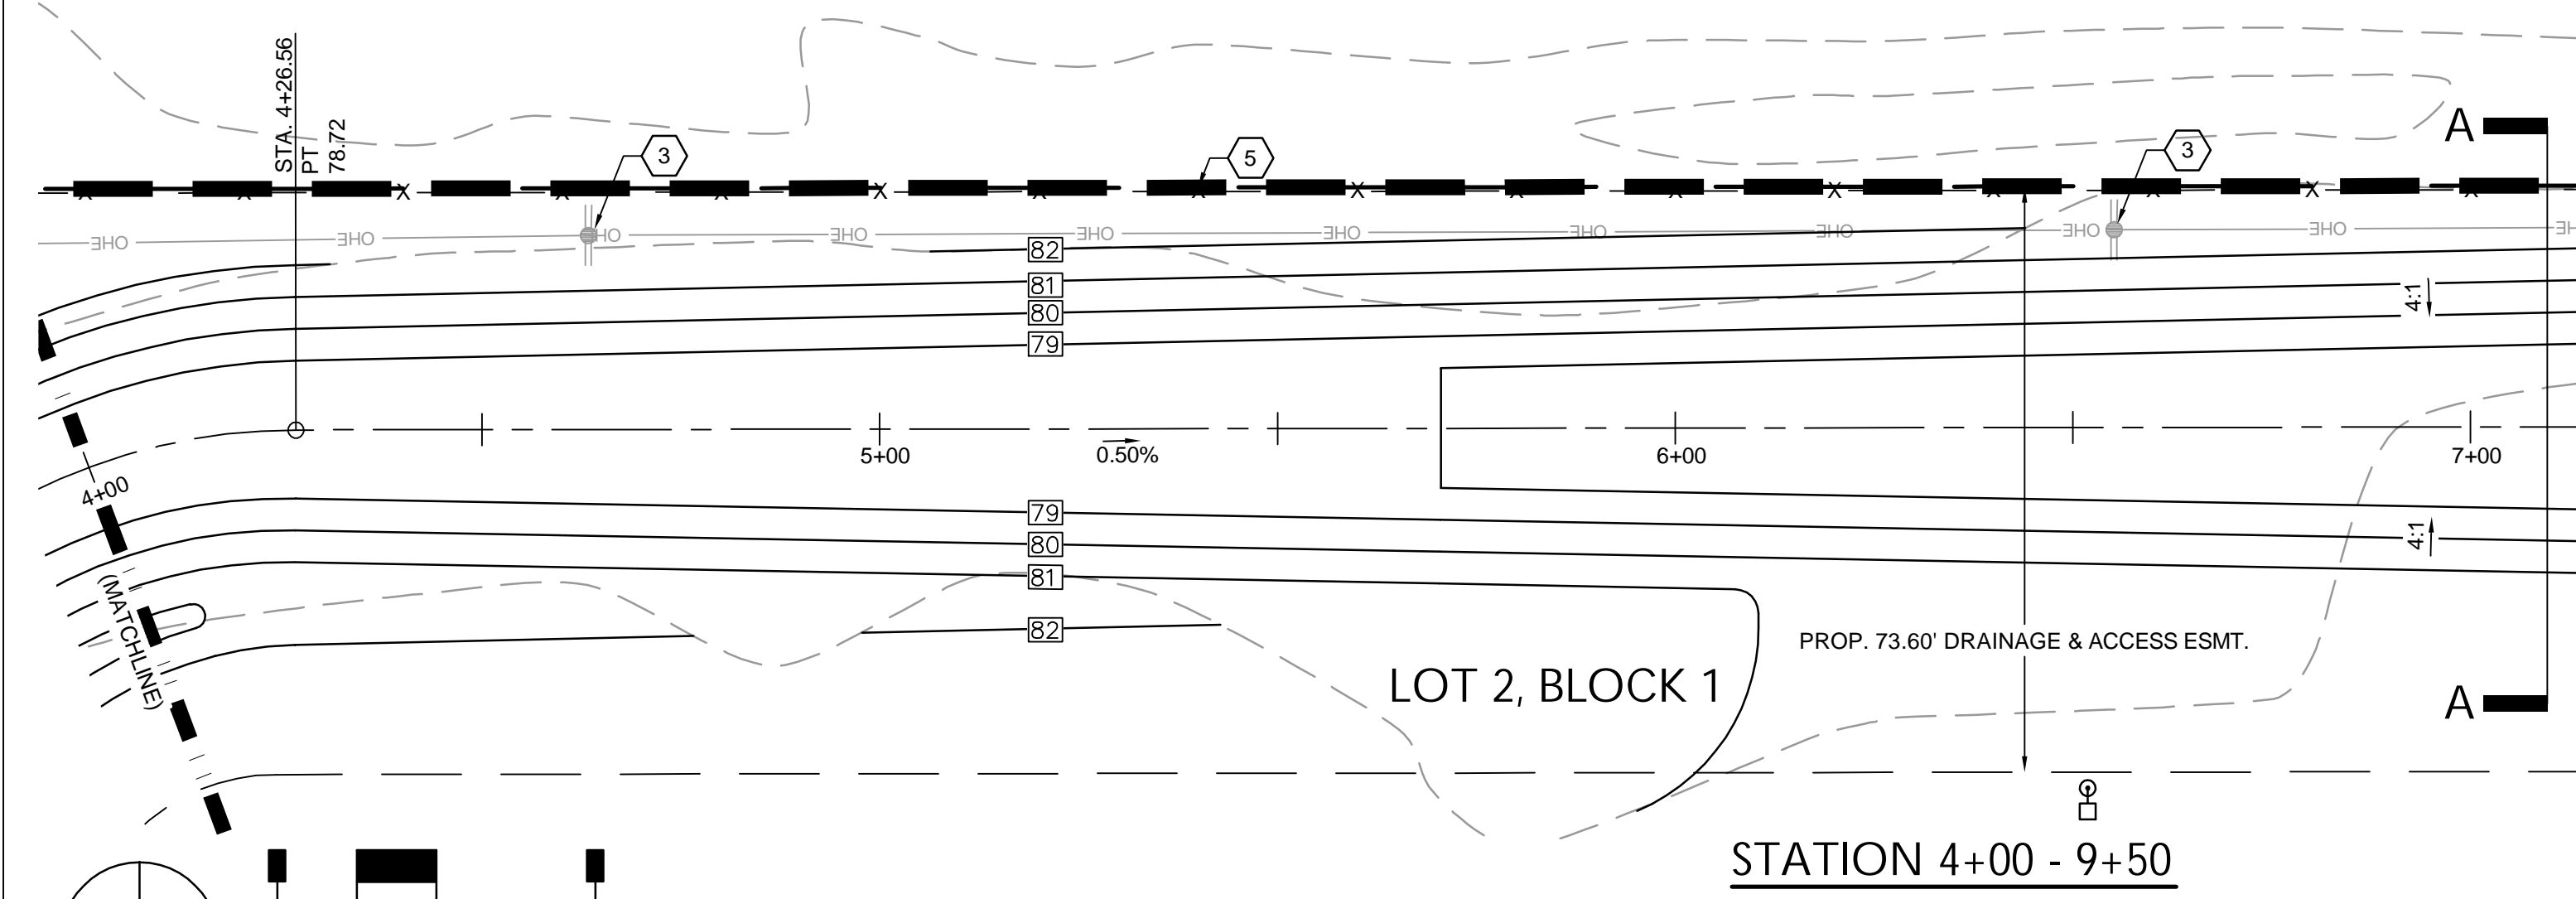 STA. 4+26.56
PT
78.72
3
5
3
A
X X X X X X X X X X X X X X X X
OHE OHE HO OHE OHE OHE OHE OHE OHE OHE
82
81
80
79
4:1
5+00
0.50%
6+00
7+00
4+00
79
80
81
82
4:1
(MATCHLINE)
PROP. 73.60' DRAINAGE & ACCESS ESMT.
LOT 2, BLOCK 1
A
STATION 4+00 - 9+50